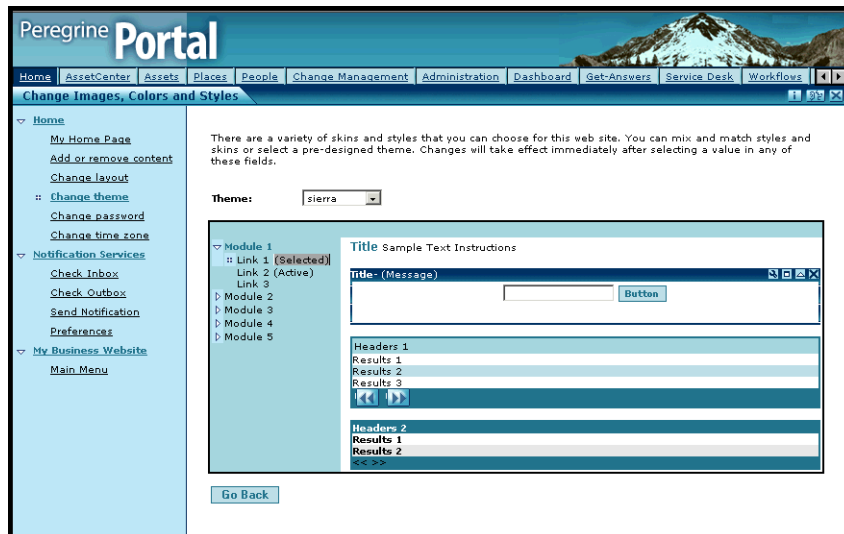 Peregrine Portal
Home AssetCenter Assets Places People Change Management Administration Dashboard Get-Answers Service Desk Workflows
Change Images, Colors and Styles
Home
My Home Page
Add or remove content
Change layout
Change theme
Change password
Change time zone
Notification Services
Check Inbox
Check Outbox
Send Notification
Preferences
My Business Website
Main Menu
There are a variety of skins and styles that you can choose for this web site. You can mix and match styles and
skins or select a pre-designed theme. Changes will take effect immediately after selecting a value in any of
these fields.
Theme: sierra
Module 1
Link 1 (Selected)
Link 2 (Active)
Link 3
Module 2
Module 3
Module 4
Module 5
Title Sample Text Instructions
Title- (Message)
Button
Headers 1
Results 1
Results 2
Results 3
Headers 2
Results 1
Results 2
<< >>
Go Back